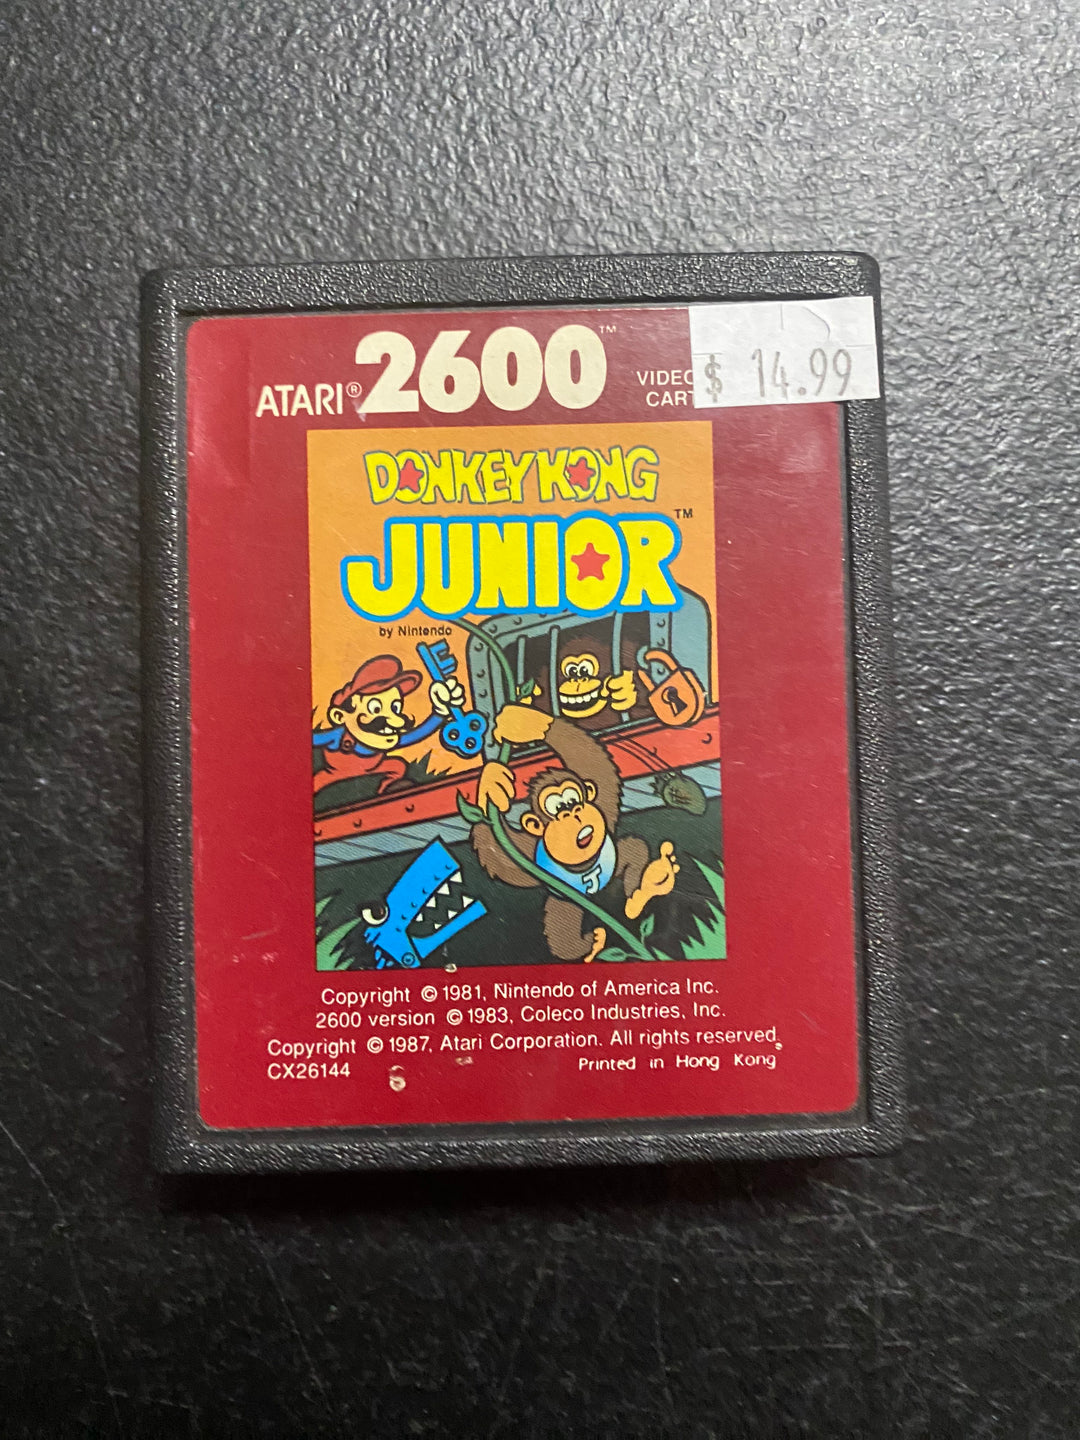 ATARI® 2600™
VIDEO
CART
$ 14.99
DONKEY KONG
JUNIOR™
by Nintendo
J
Copyright © 1981, Nintendo of America Inc.
2600 version © 1983, Coleco Industries, Inc.
Copyright © 1987, Atari Corporation. All rights reserved.
CX26144
Printed in Hong Kong